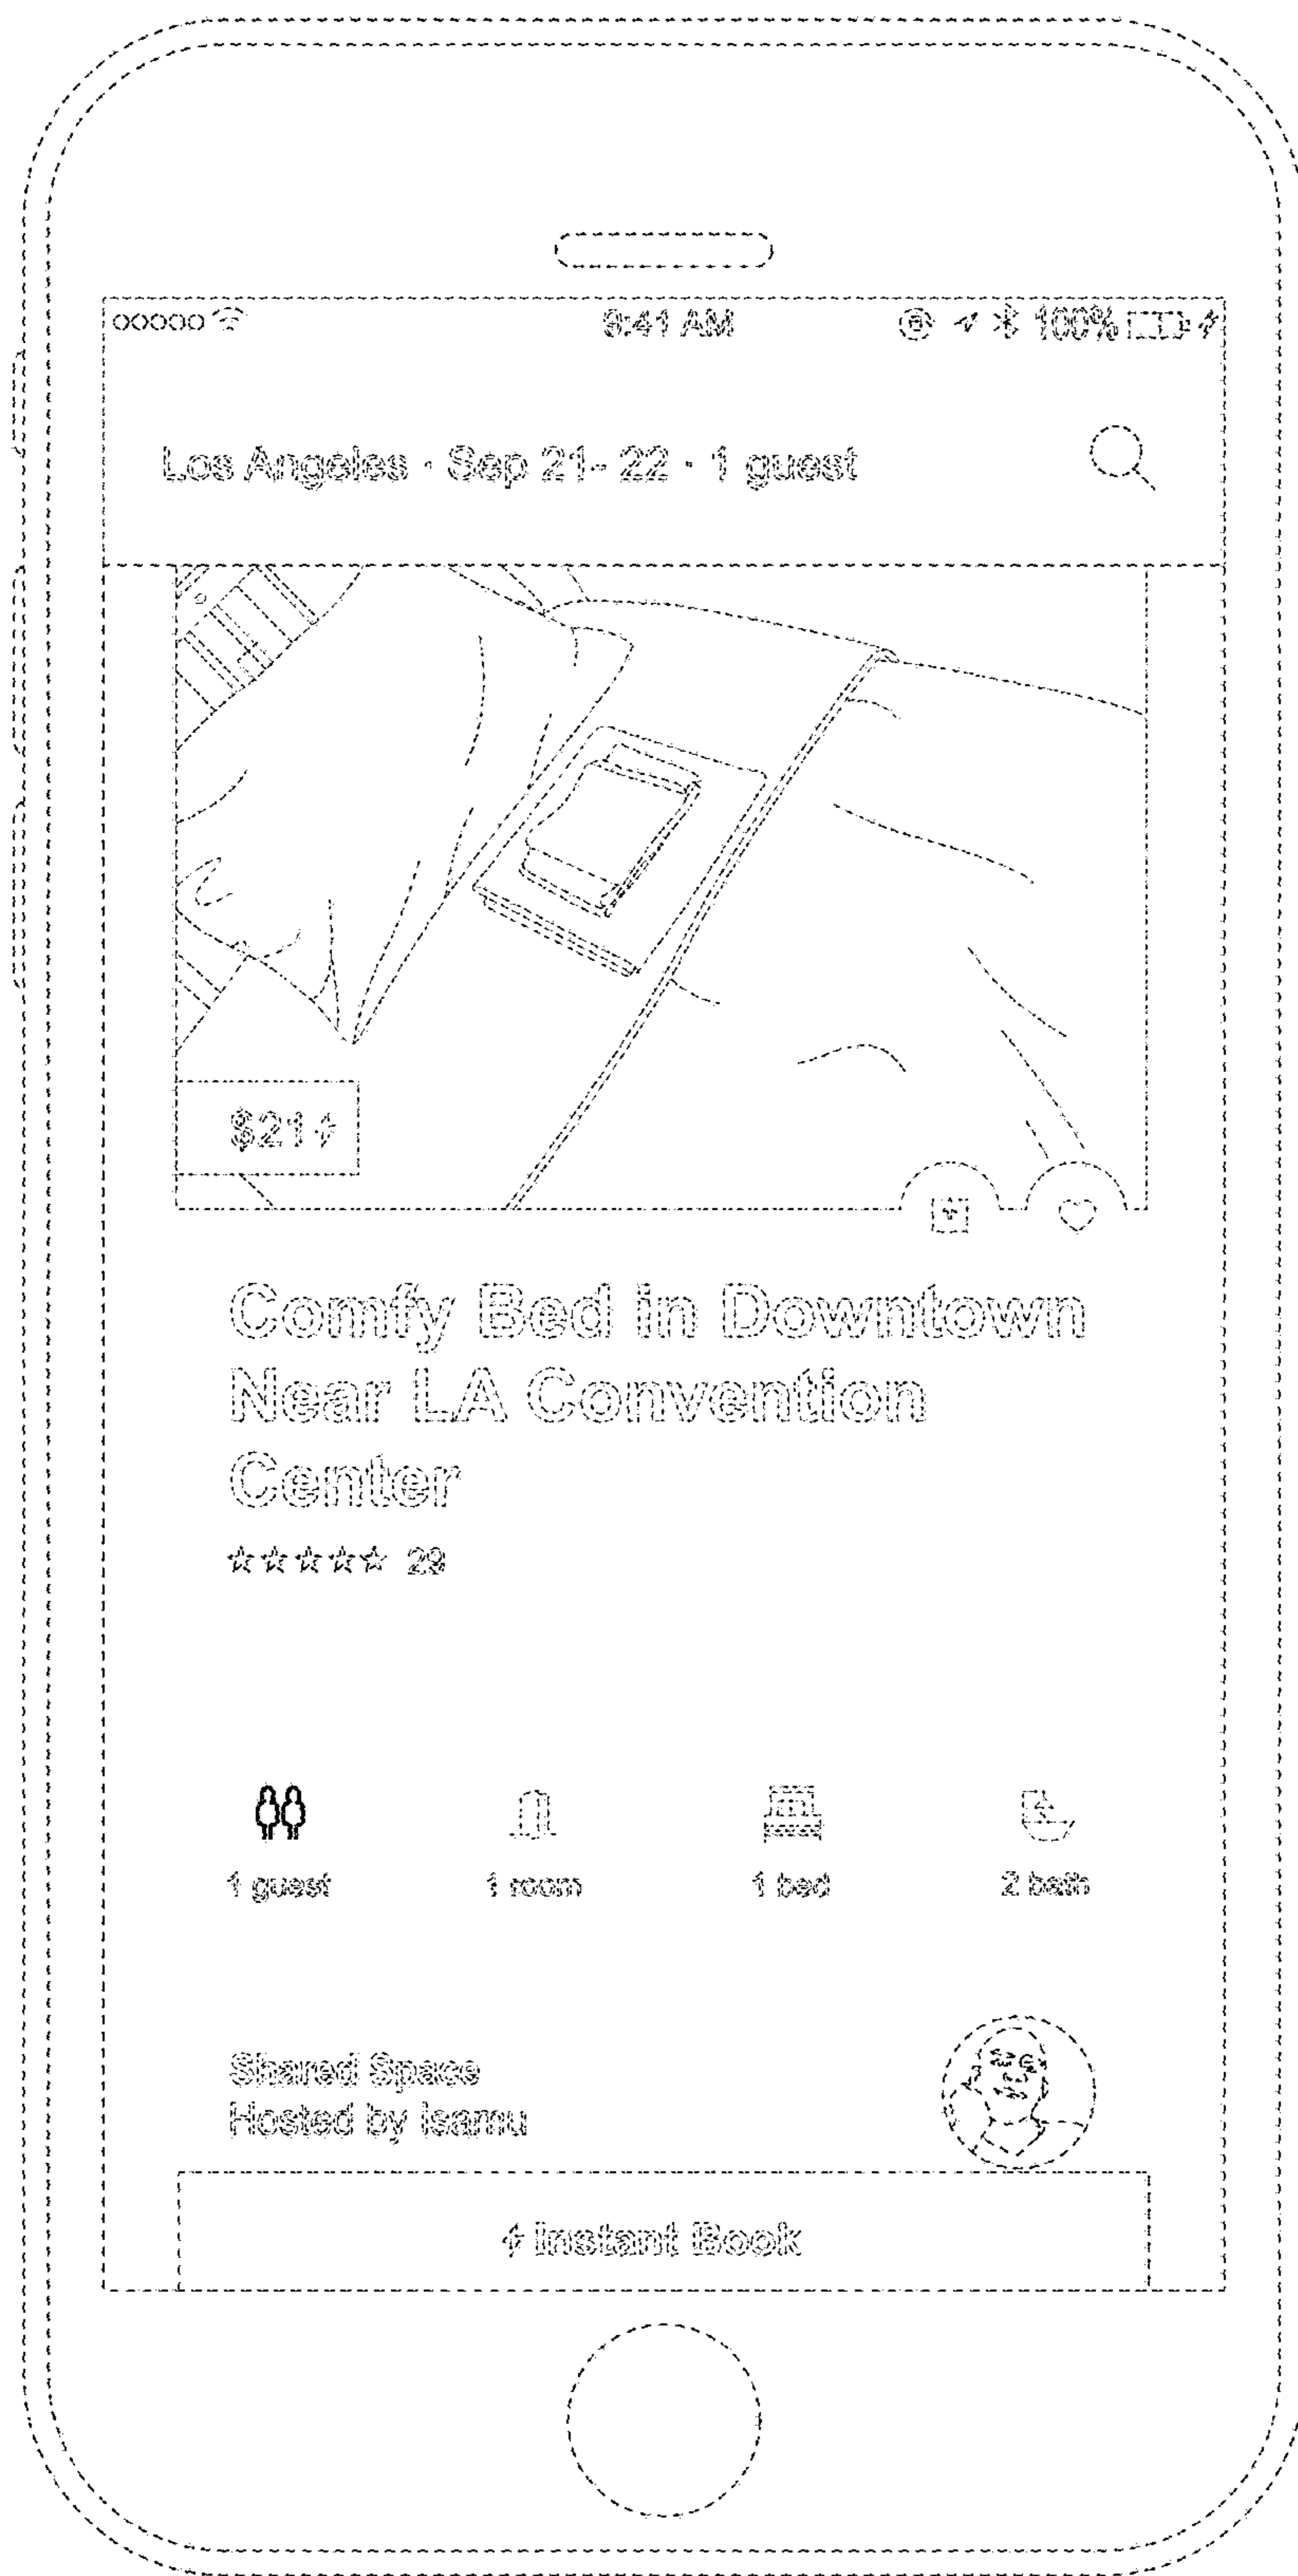 9:41 AM 100%
Los Angeles · Sep 21- 22 · 1 guest
$21
Comfy Bed in Downtown
Near LA Convention
Center
29
1 guest 1 room 1 bed 2 bath
Shared Space
Hosted by Isamu
Instant Book